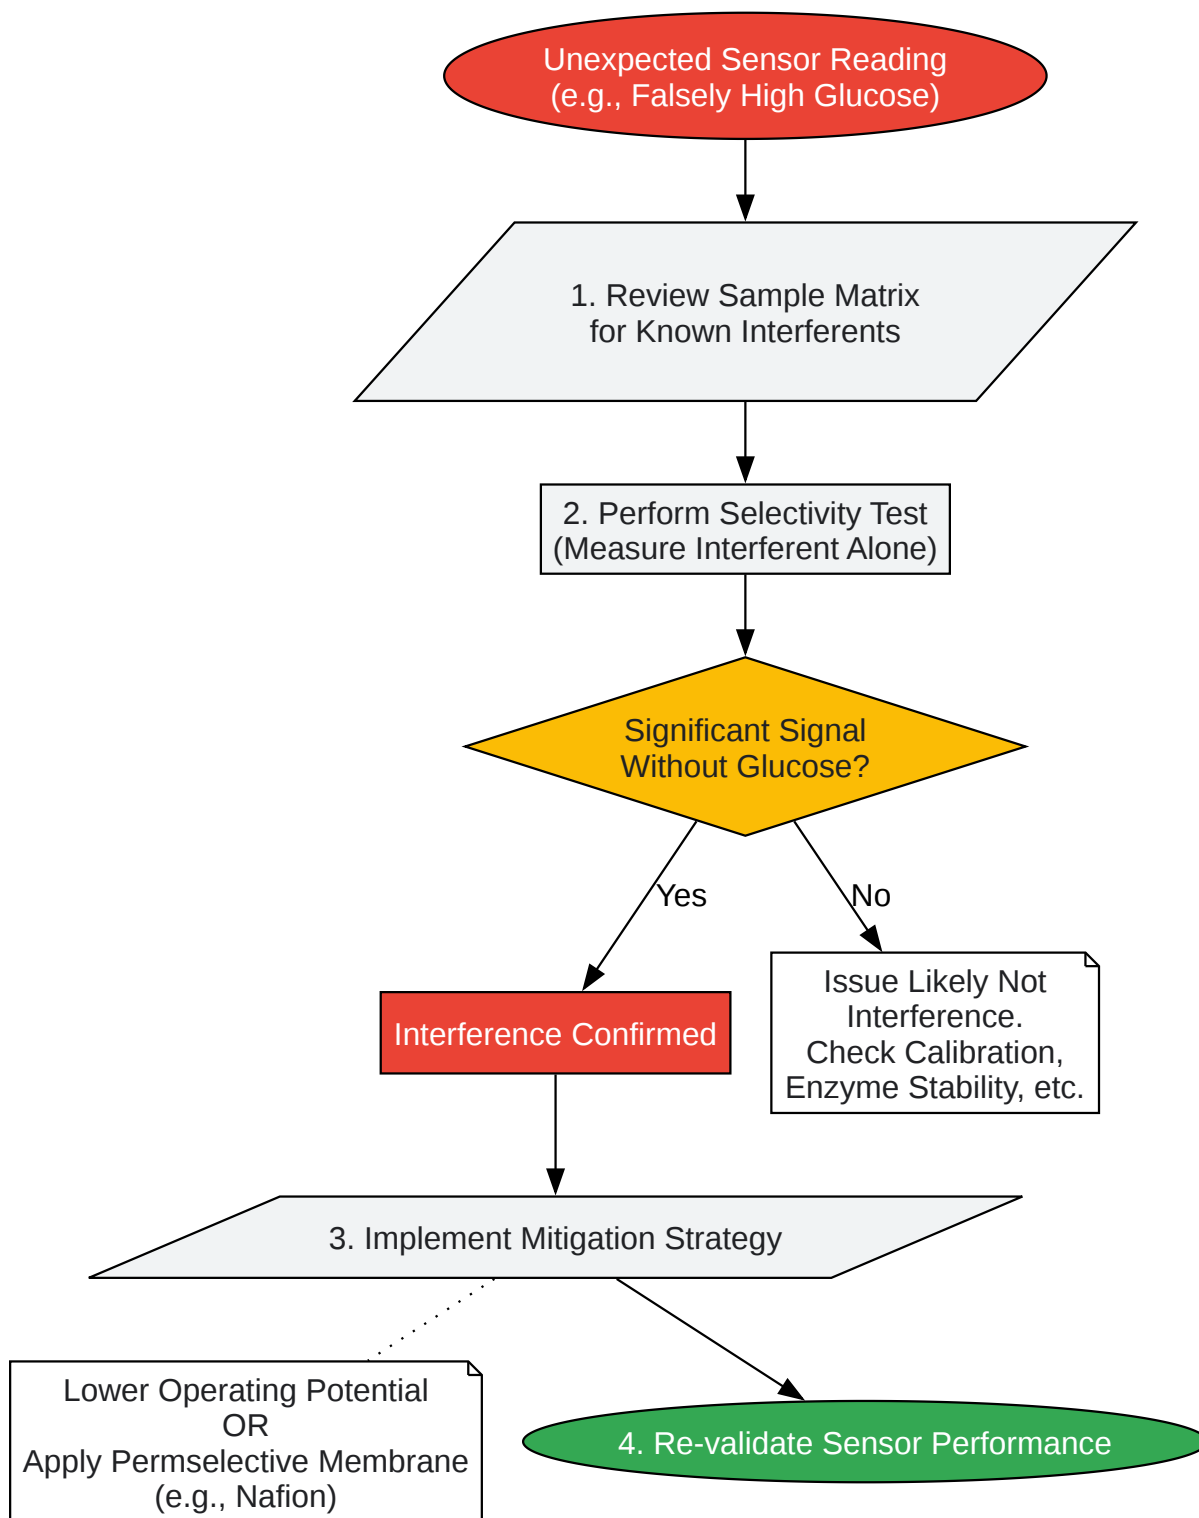 Unexpected Sensor Reading
(e.g., Falsely High Glucose)
1. Review Sample Matrix
for Known Interferents
2. Perform Selectivity Test
(Measure Interferent Alone)
Significant Signal
Without Glucose?
Yes
No
Issue Likely Not
Interference.
Check Calibration,
Enzyme Stability, etc.
Interference Confirmed
3. Implement Mitigation Strategy
Lower Operating Potential
OR
Apply Permselective Membrane
(e.g., Nafion)
4. Re-validate Sensor Performance